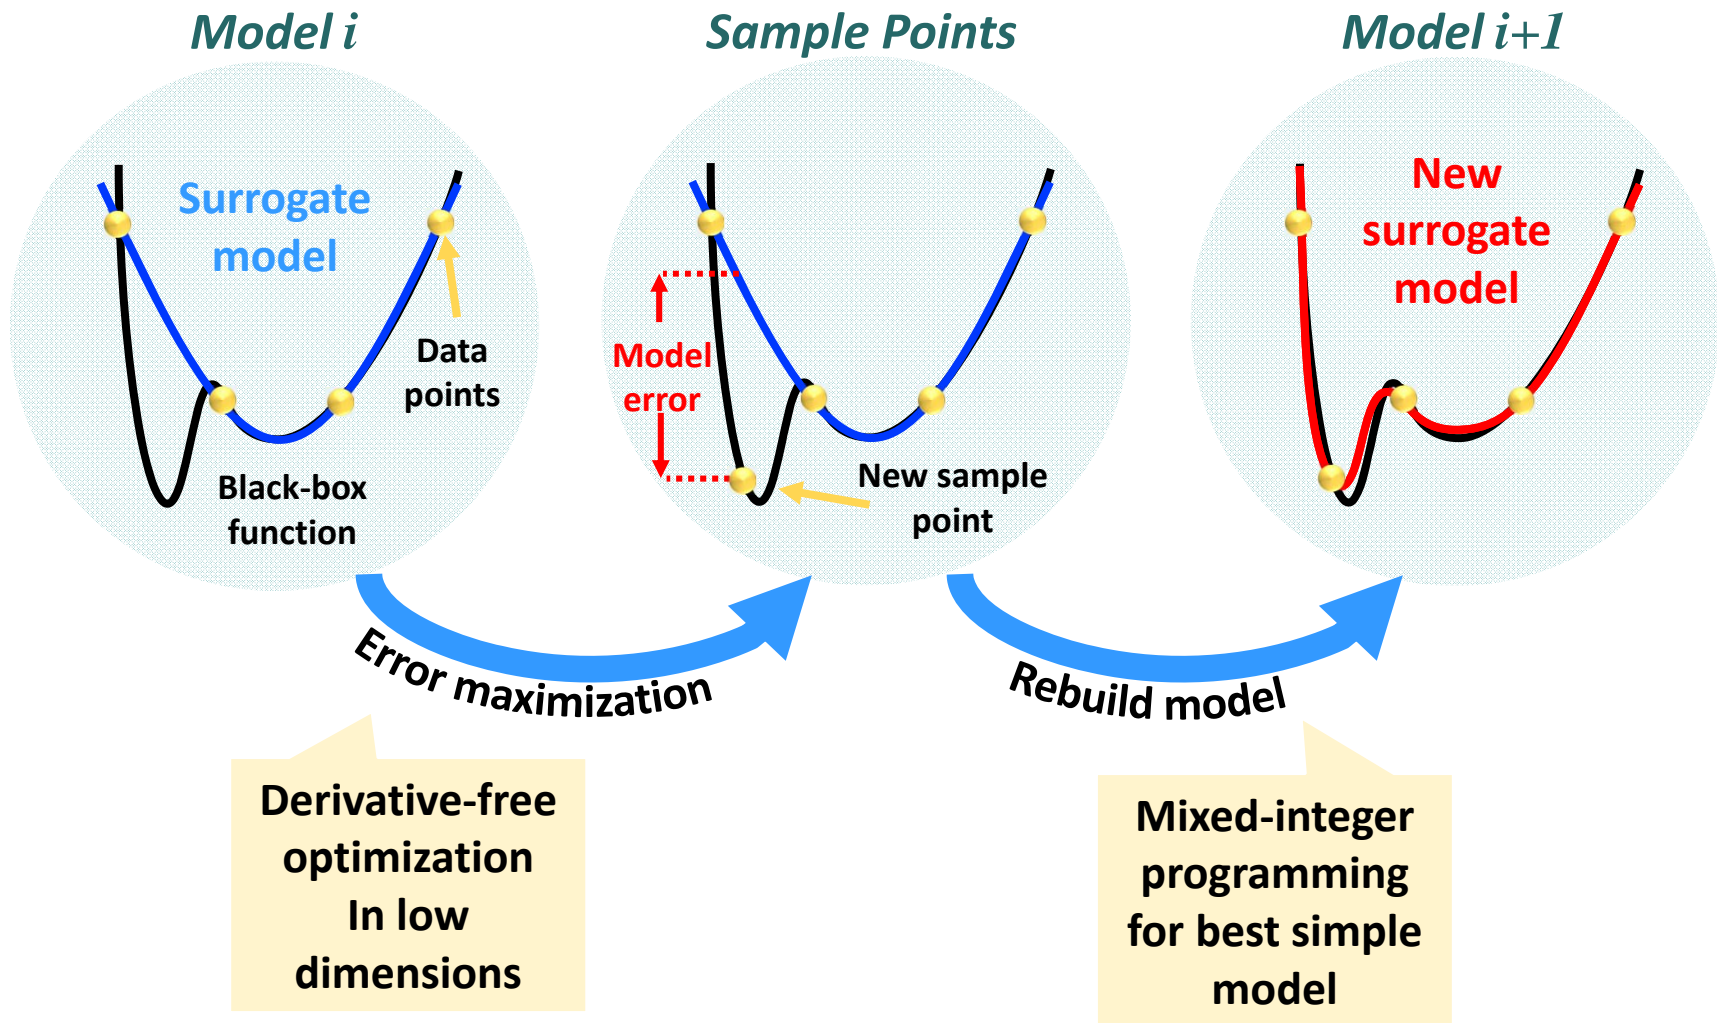 Model i
Surrogate
model
Data
points
Black-box
function
Sample Points
Model
error
New sample
point
Model i+1
New
surrogate
model
Error maximization
Rebuild model
Derivative-free
optimization
In low
dimensions
Mixed-integer
programming
for best simple
model